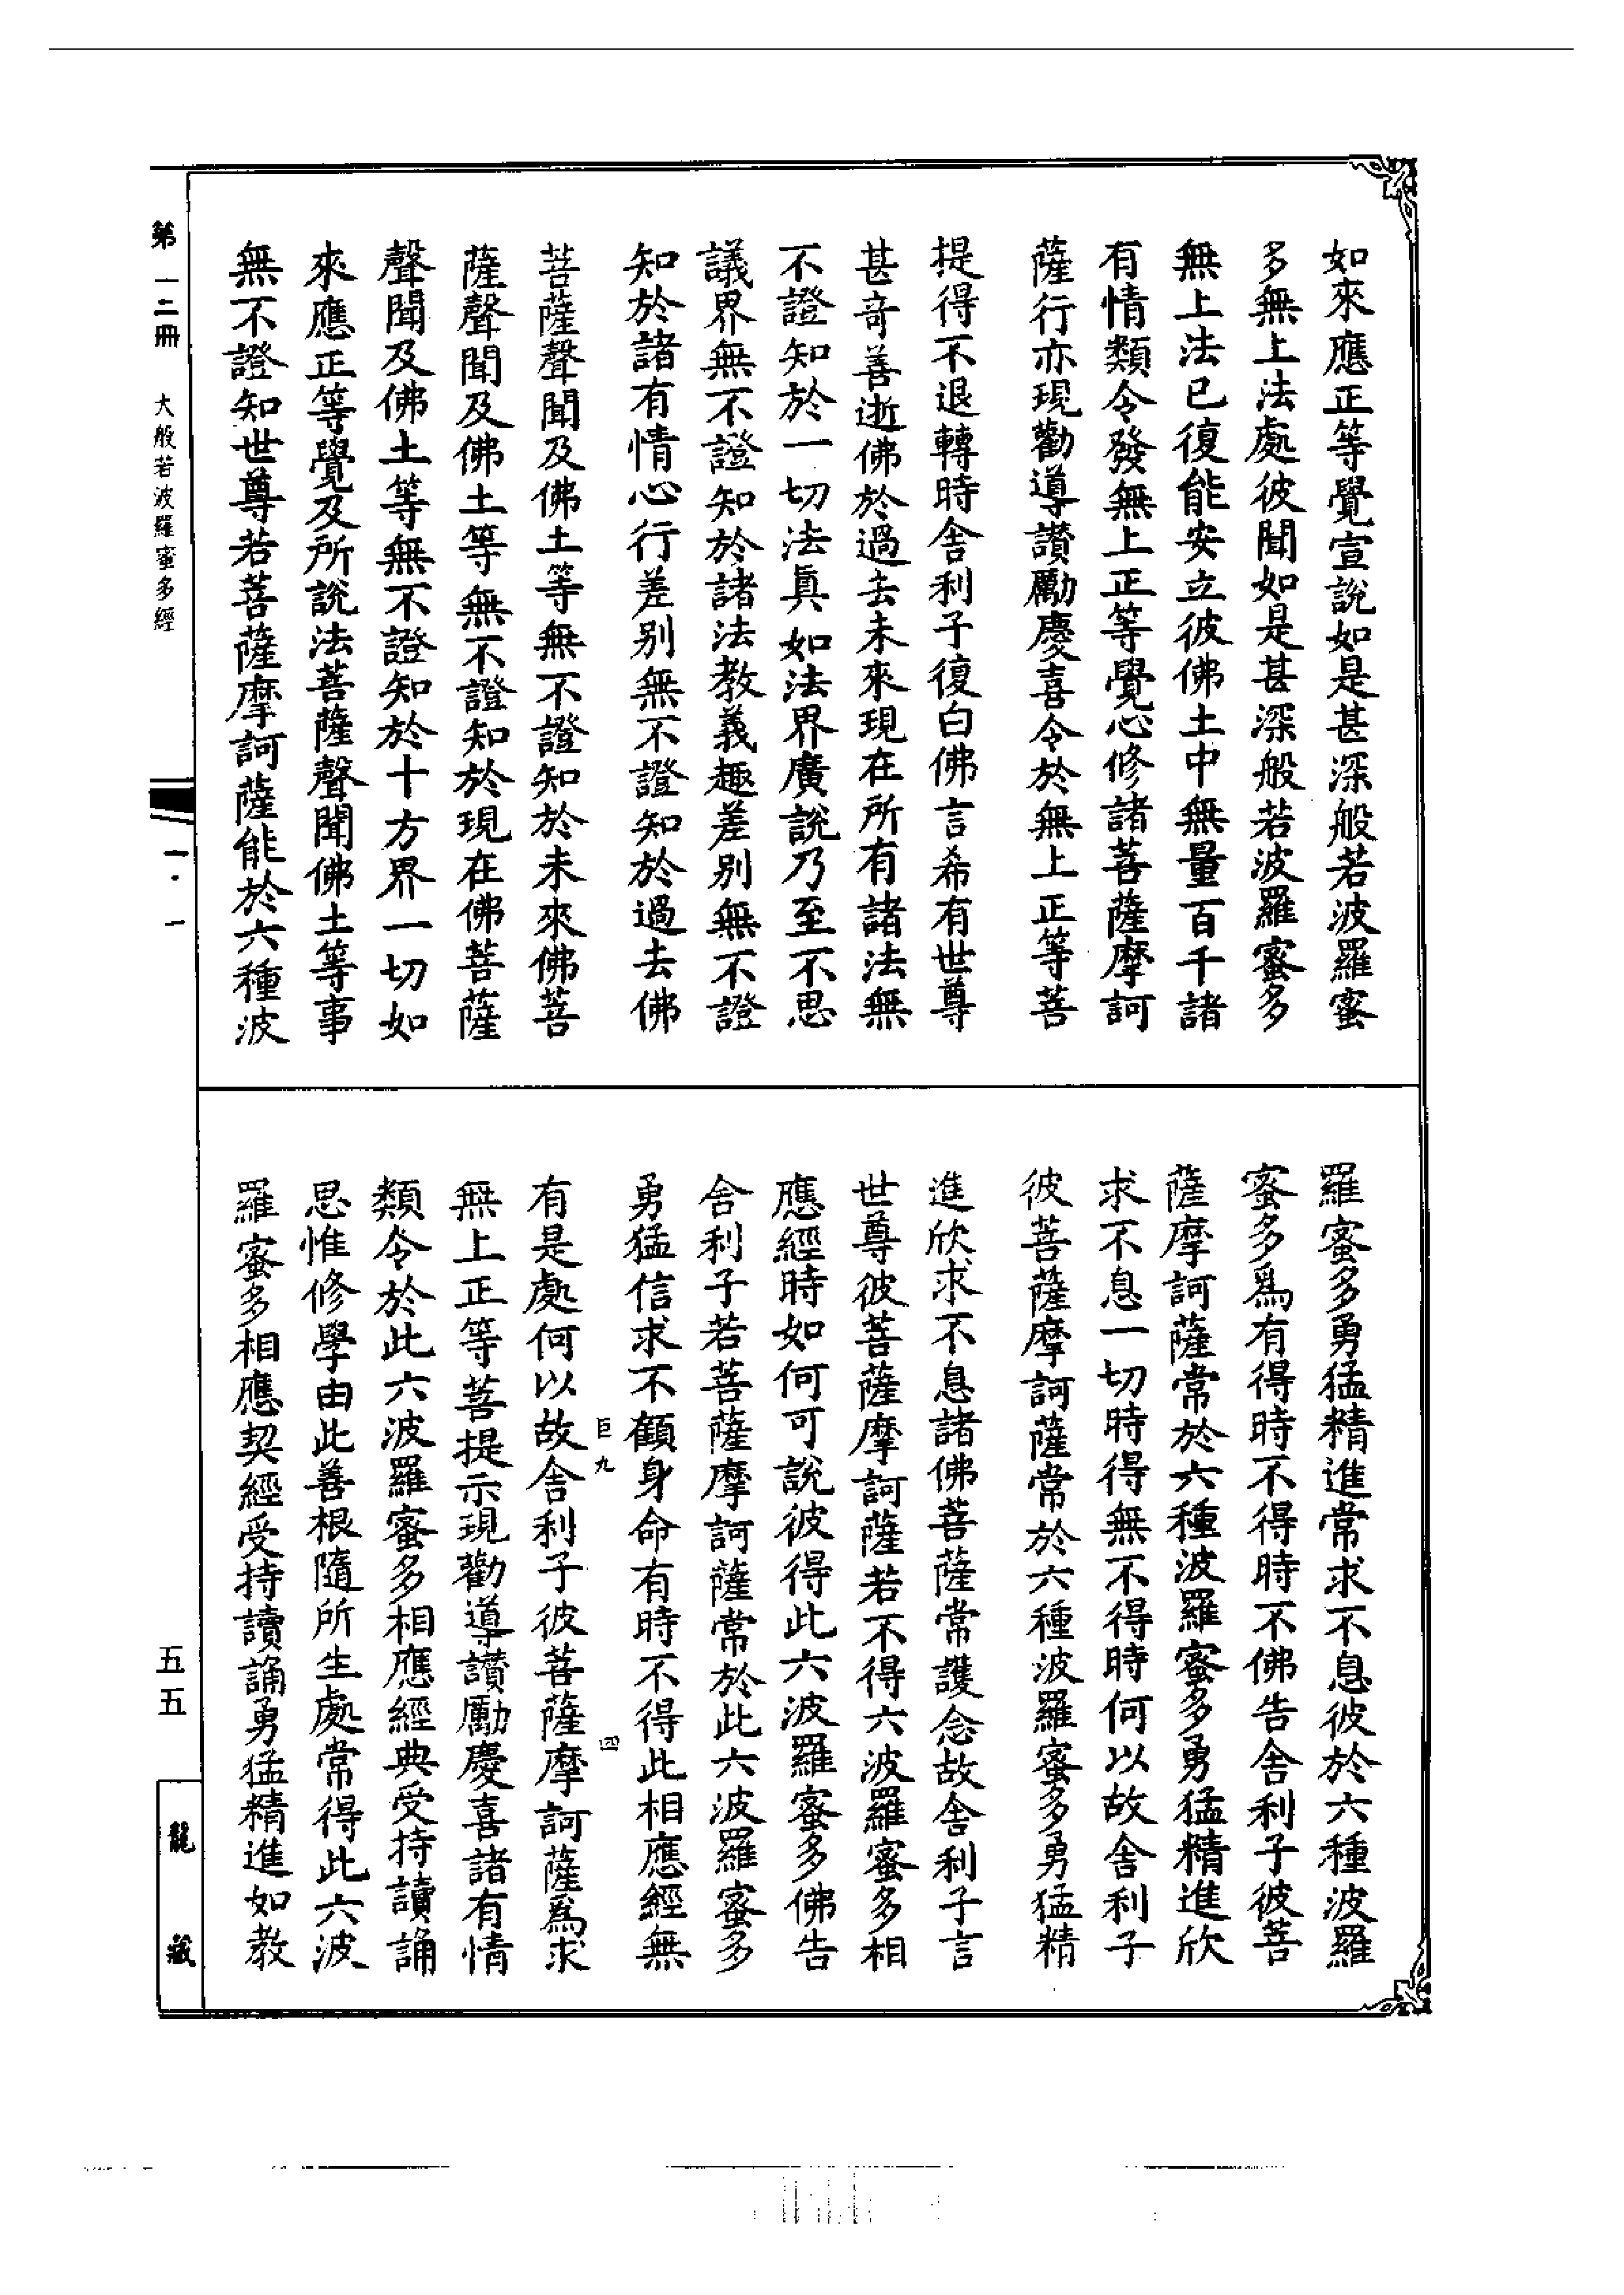 如來應正等覺宣說如是甚深般若波羅蜜
多無上法處彼聞如是甚深般若波羅蜜多
無上法已復能安立彼佛土中無量百千諸
有情類令發無上正等覺心修諸菩薩摩訶
薩行亦現勸導讚勵慶喜令於無上正等菩
提得不退轉時舍利子復白佛言希有世尊
甚奇善逝佛於過去未來現在所有諸法無
不證知於一切法真如法界廣說乃至不思
議界無不證知於諸法教義趣差別無不證
知於諸有情心行差別無不證知於過去佛
菩薩聲聞及佛土等無不證知於未來佛菩
薩聲聞及佛土等無不證知於現在佛菩薩
聲聞及佛土等無不證知於十方界一切如
來應正等覺及所說法菩薩聲聞佛土等事
無不證知世尊若菩薩摩訶薩能於六種波
羅蜜多勇猛精進常求不息彼於六種波羅
蜜多爲有得時不得時不佛告舍利子彼菩
薩摩訶薩常於六種波羅蜜多勇猛精進欣
求不息一切時得無不得時何以故舍利子
彼菩薩摩訶薩常於六種波羅蜜多勇猛精
進欣求不息諸佛菩薩常護念故舍利子言
世尊彼菩薩摩訶薩若不得六波羅蜜多相
應經時如何可說彼得此六波羅蜜多佛告
舍利子若菩薩摩訶薩常於此六波羅蜜多
勇猛信求不顧身命有時不得此相應經無
巨九 四
有是處何以故舍利子彼菩薩摩訶薩爲求
無上正等菩提示現勸導讚勵慶喜諸有情
類令於此六波羅蜜多相應經典受持讀誦
思惟修學由此善根隨所生處常得此六波
羅蜜多相應契經受持讀誦勇猛精進如教
第一二冊 大般若波羅蜜多經
一·一
五五
龍藏